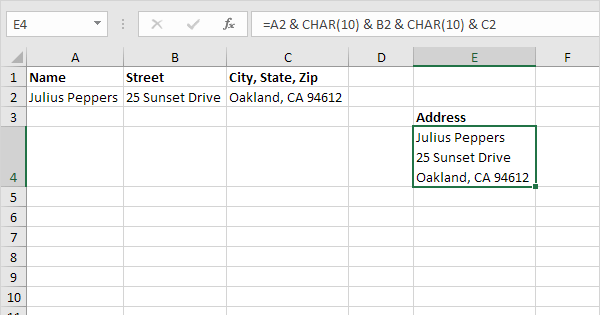 E4 fx =A2 & CHAR(10) & B2 & CHAR(10) & C2
A B C D E F
1 Name Street City, State, Zip
2 Julius Peppers 25 Sunset Drive Oakland, CA 94612
3 Address
Julius Peppers
25 Sunset Drive
4 Oakland, CA 94612
5
6
7
8
9
10